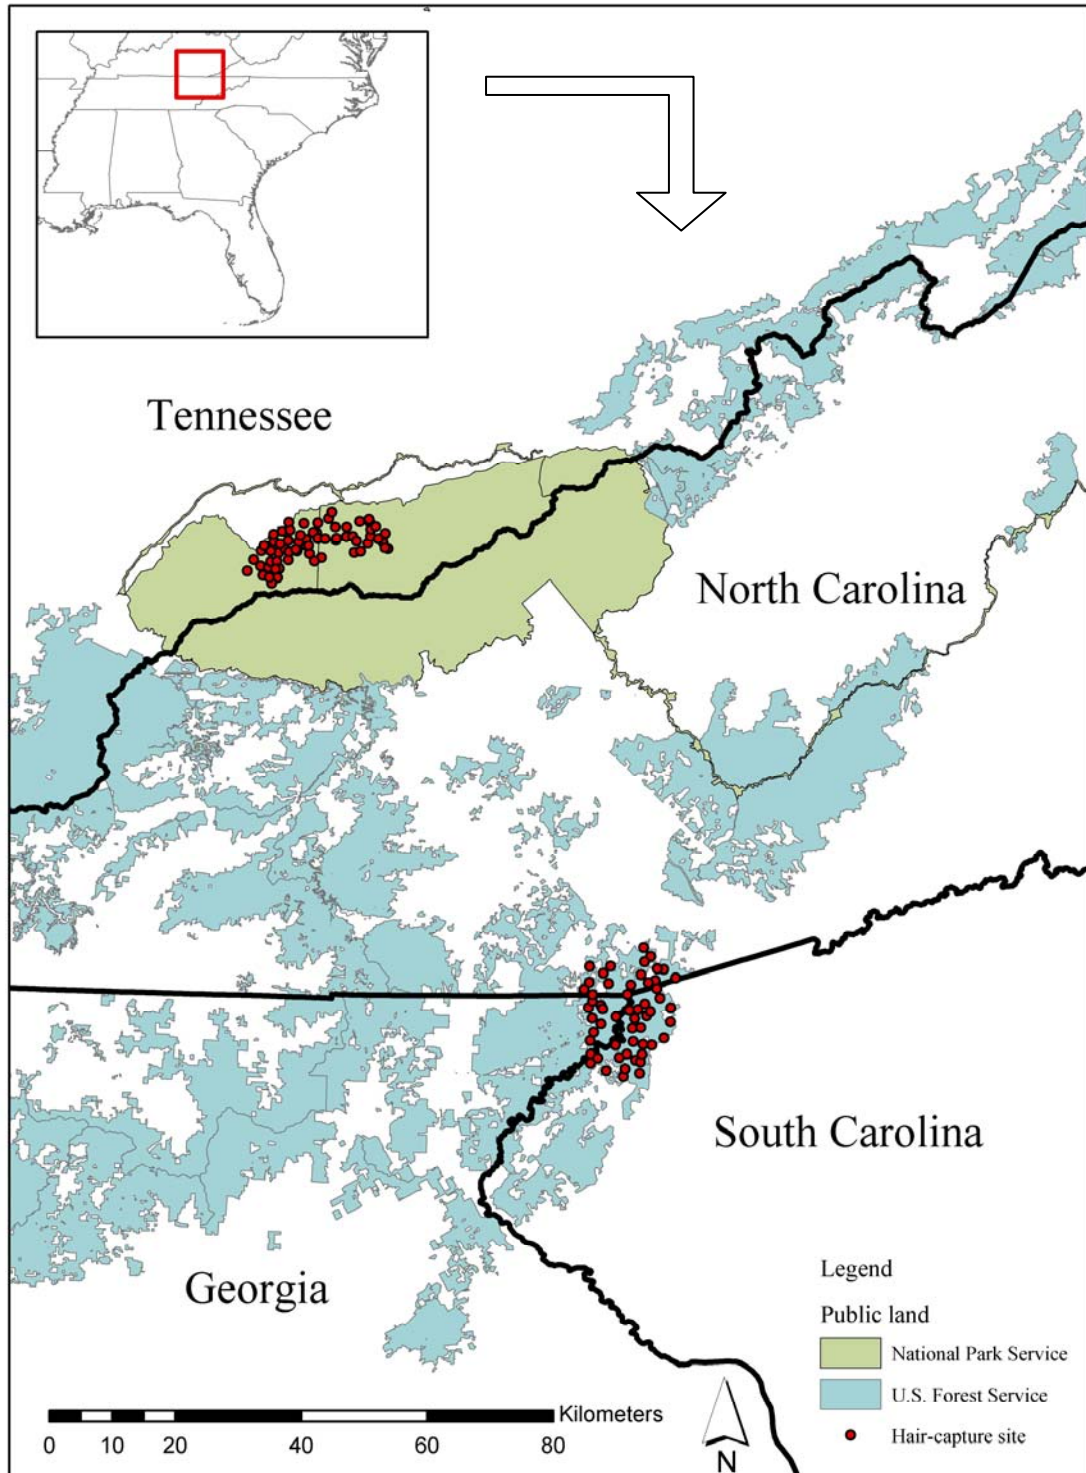 Tennessee
North Carolina
South Carolina
Georgia
Legend
Public land
National Park Service
U.S. Forest Service
Hair-capture site
Kilometers
0 10 20 40 60 80
N